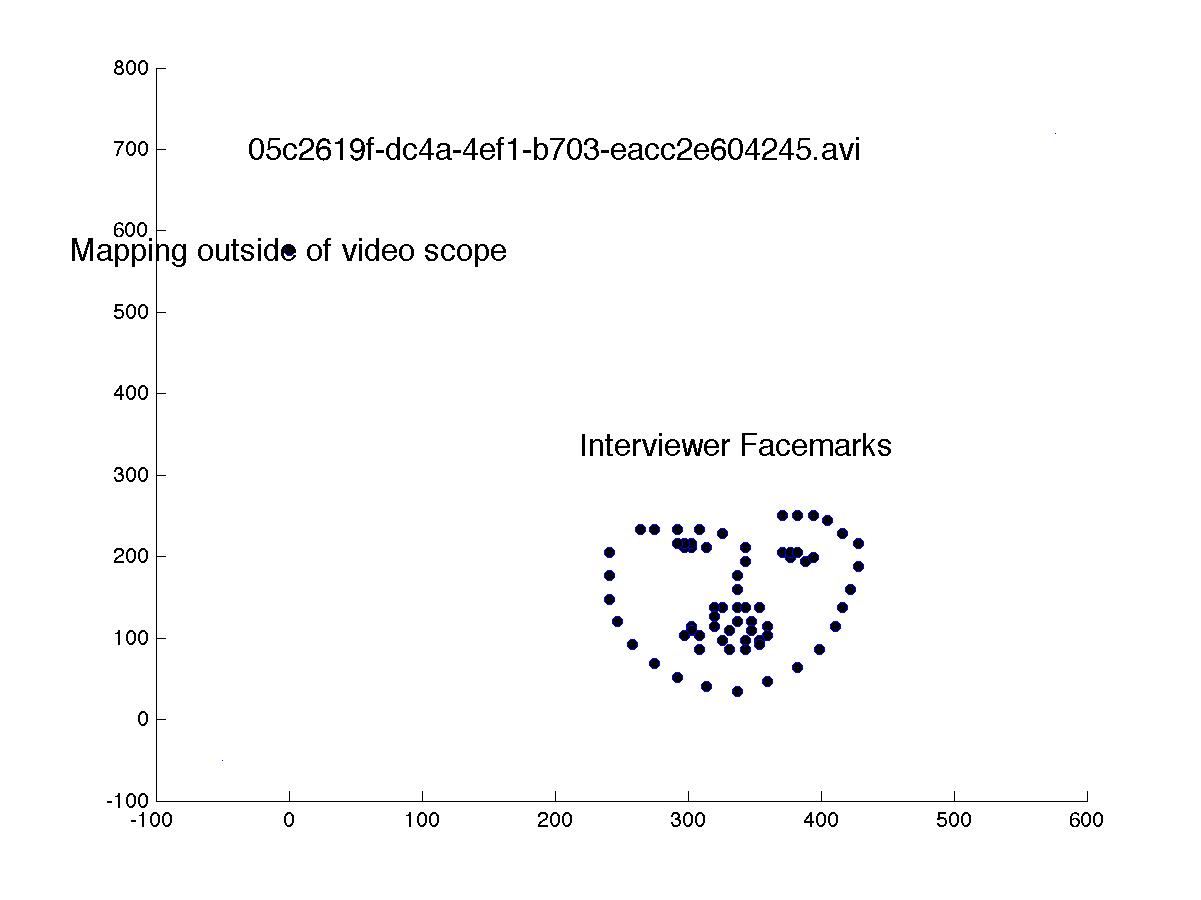 800
05c2619f-dc4a-4ef1-b703-eacc2e604245.avi
700
600
Mapping outside of video scope
500
400
Interviewer Facemarks
300
200
100
0
-100
-100 0 100 200 300 400 500 600